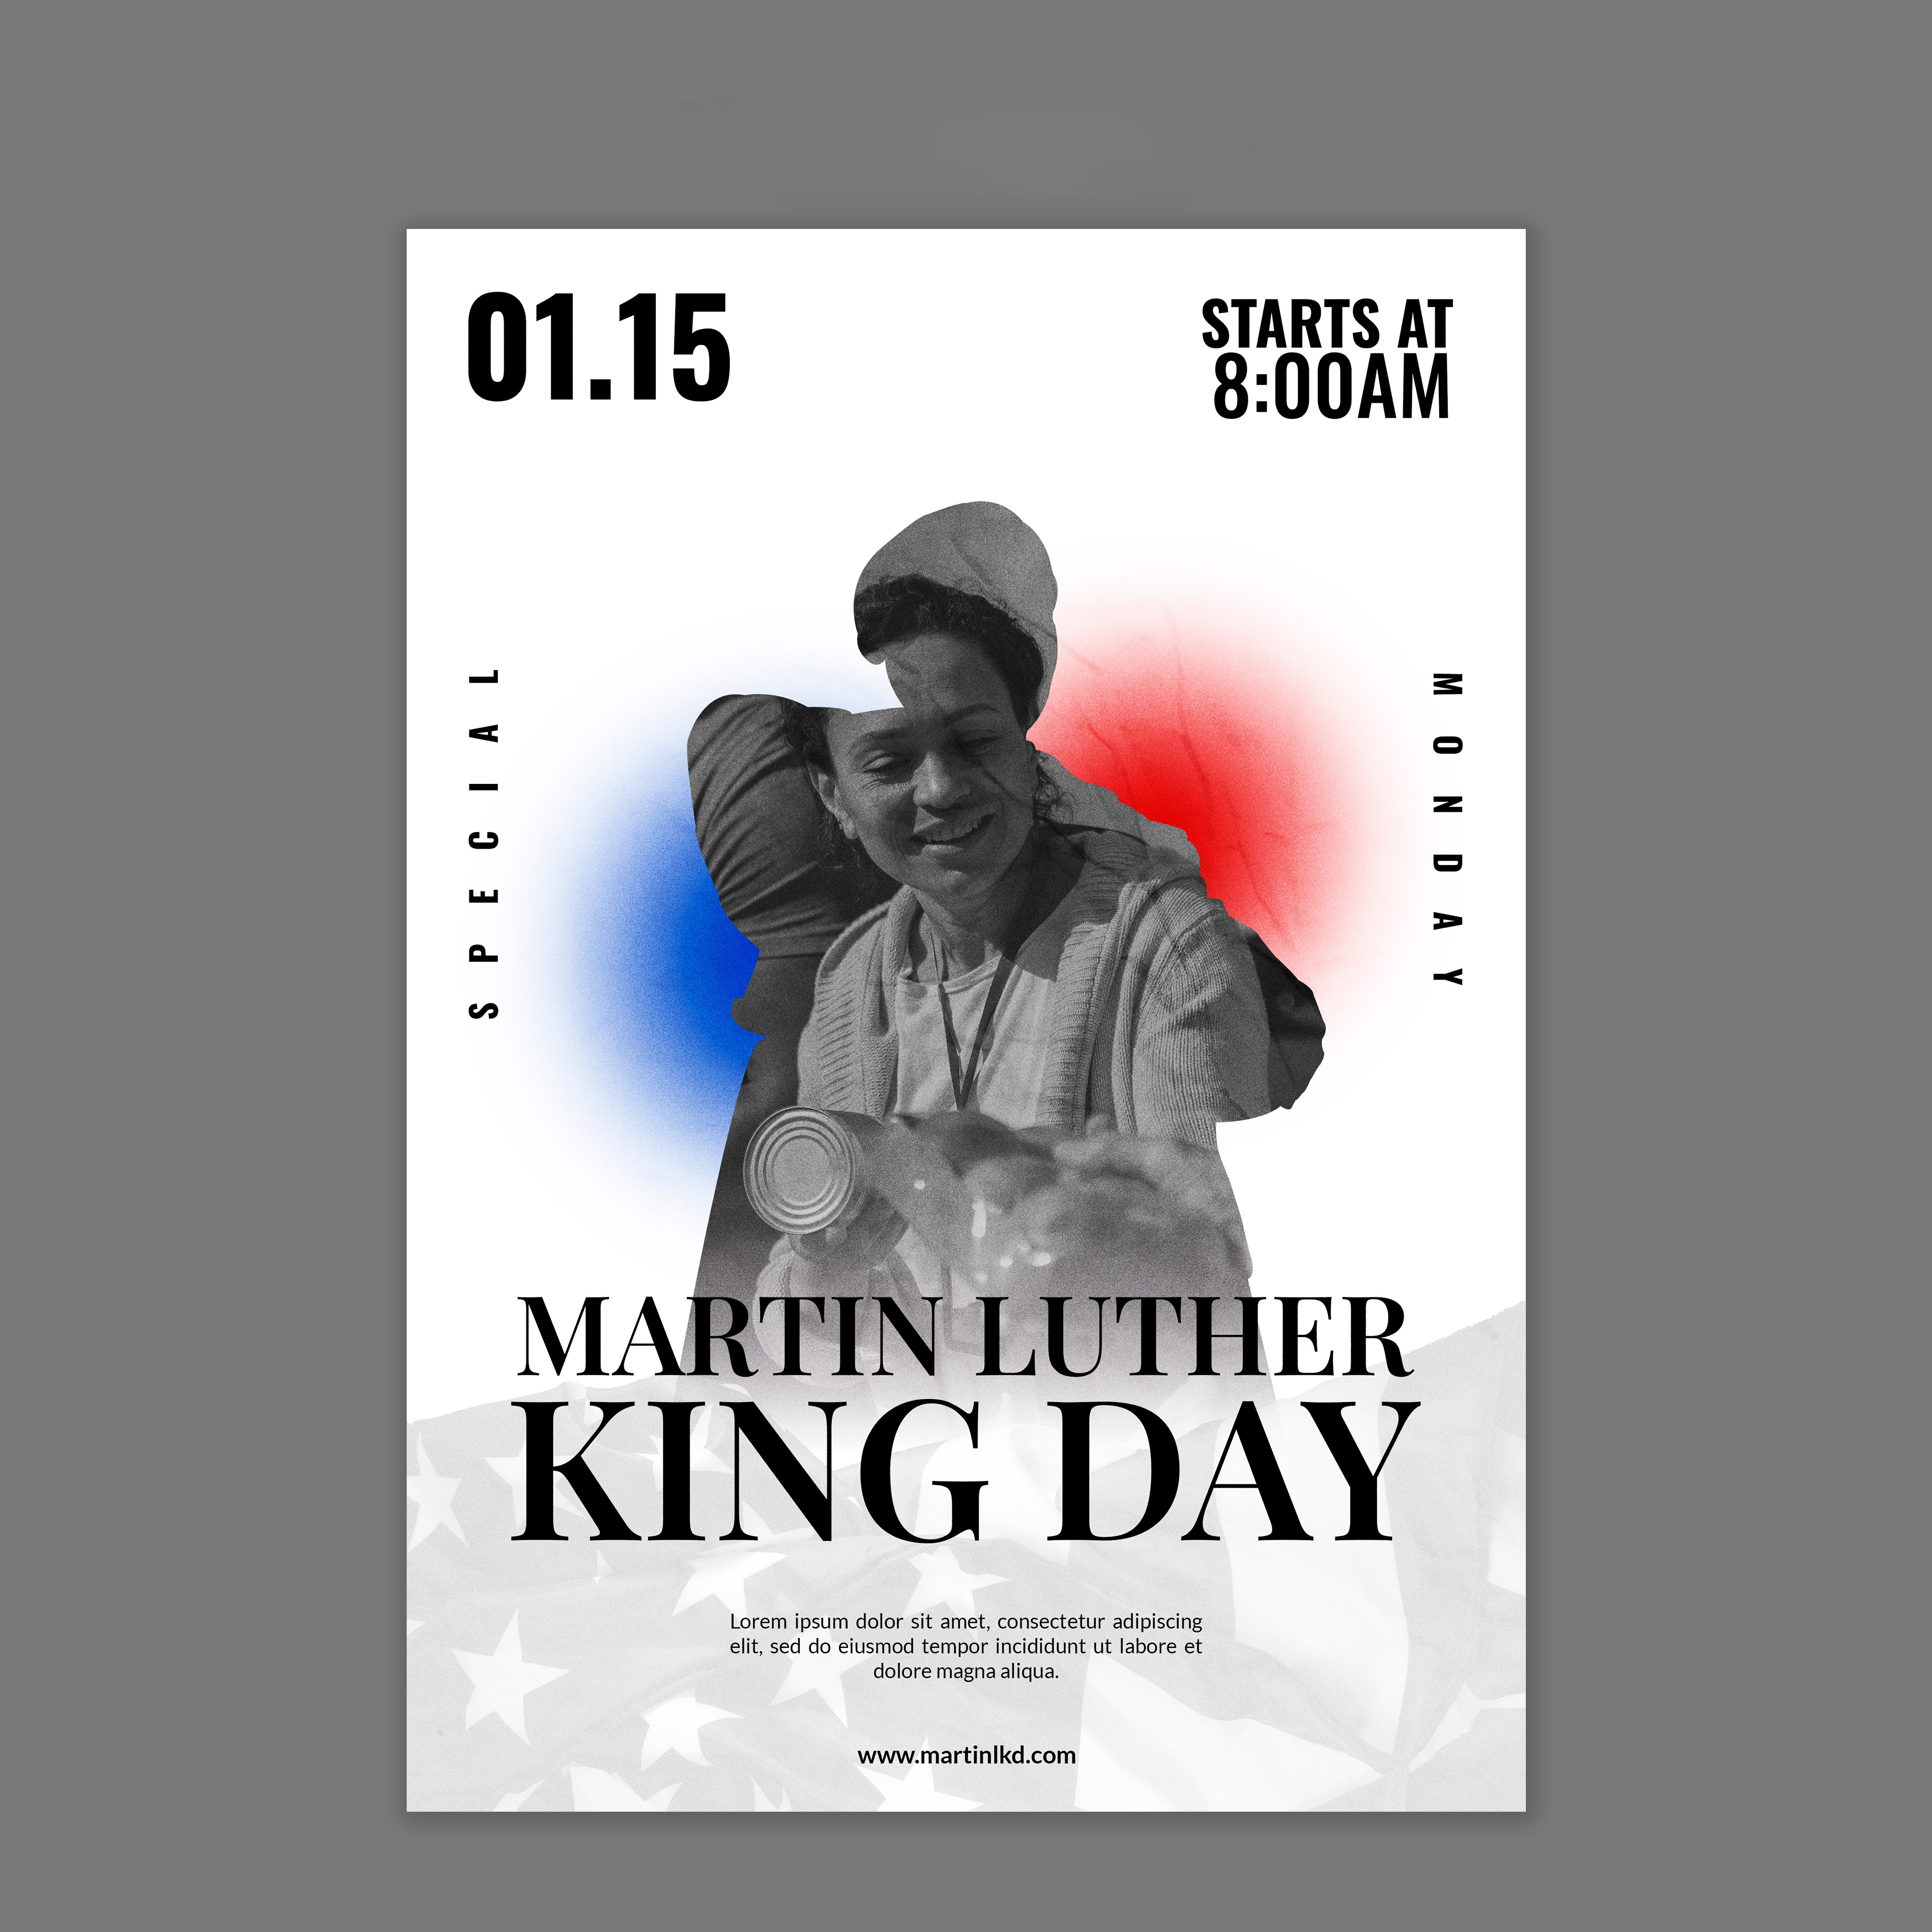 01.15
STARTS AT
8:00AM
SPECIAL
MONDAY
MARTIN LUTHER
KING DAY
Lorem ipsum dolor sit amet, consectetur adipiscing
elit, sed do eiusmod tempor incididunt ut labore et
dolore magna aliqua.
www.martinlkd.com